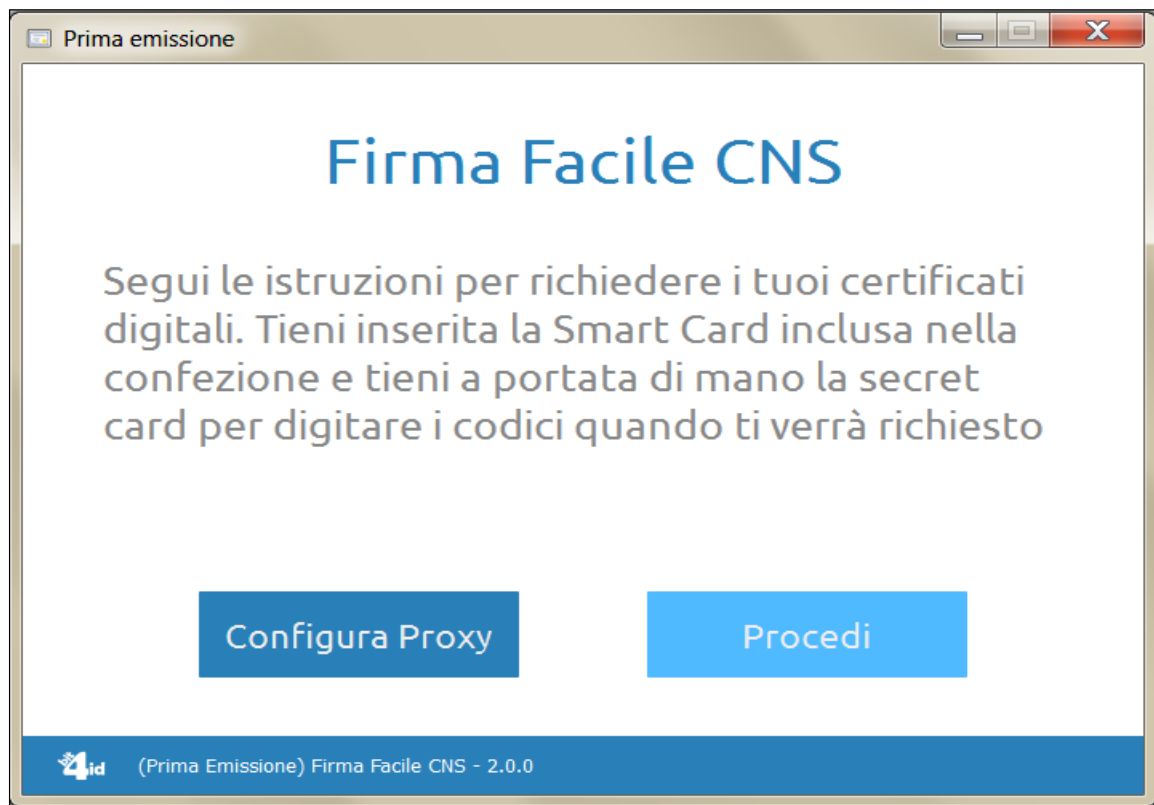 Prima emissione
Firma Facile CNS
Segui le istruzioni per richiedere i tuoi certificati
digitali. Tieni inserita la Smart Card inclusa nella
confezione e tieni a portata di mano la secret
card per digitare i codici quando ti verrà richiesto
Configura Proxy
Procedi
4id
(Prima Emissione) Firma Facile CNS - 2.0.0